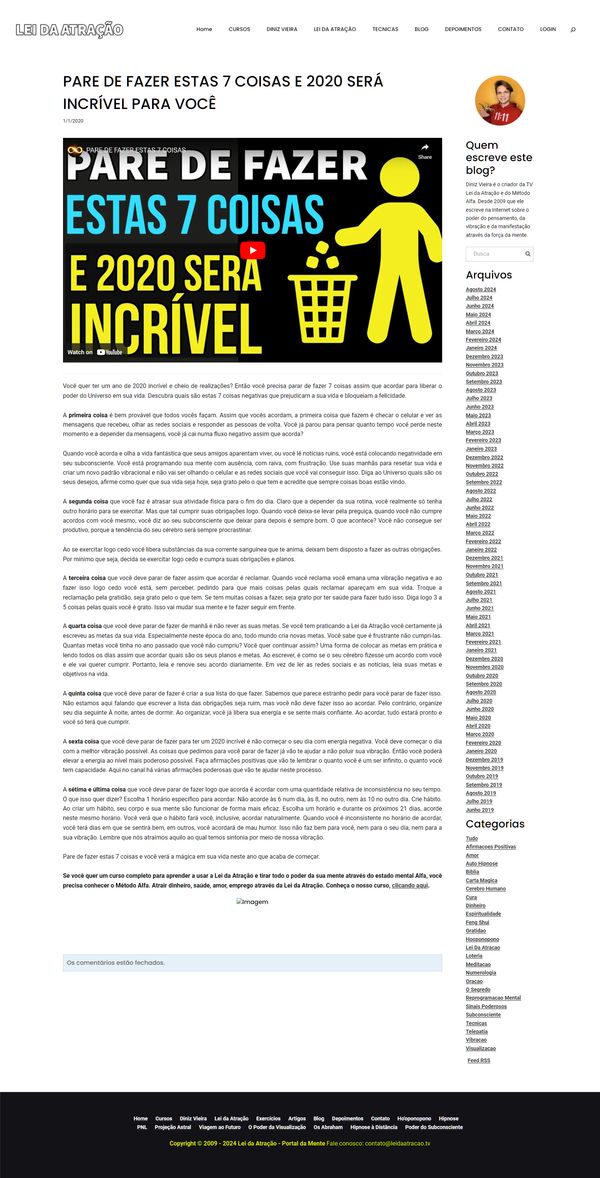 LEI DA ATRAÇÃO
Home CURSOS DINIZ VIEIRA LEI DA ATRAÇÃO TECNICAS BLOG DEPOIMENTOS CONTATO LOGIN
PARE DE FAZER ESTAS 7 COISAS E 2020 SERÁ
INCRÍVEL PARA VOCÊ
1/1/2020
PARE DE FAZER ESTAS 7 COISAS
Share
PARE DE FAZER
ESTAS 7 COISAS
E 2020 SERÁ
INCRÍVEL
Watch on YouTube
Você quer ter um ano de 2020 incrível e cheio de realizações? Então você precisa parar de fazer 7 coisas assim que acordar para liberar o
poder do Universo em sua vida. Descubra quais são estas 7 coisas negativas que prejudicam a sua vida e bloqueiam a felicidade.
A primeira coisa é bem provável que todos vocês façam. Assim que vocês acordam, a primeira coisa que fazem é checar o celular e ver as
mensagens que recebeu, olhar as redes sociais e responder as pessoas de volta. Você já parou para pensar quanto tempo você perde neste
momento e a depender da mensagens, você já cai numa fluxo negativo assim que acorda?
Quando você acorda e olha a vida fantástica que seus amigos aparentam viver, ou você lê notícias ruins, você está colocando negatividade em
seu subconsciente. Você está programando sua mente com ausência, com raiva, com frustração. Use suas manhãs para resetar sua vida e
criar um novo padrão vibracional e não vai ser olhando o celular e as redes sociais que você vai conseguir isso. Diga ao Universo quais são os
seus desejos, afirme como quer que sua vida seja hoje, seja grato pelo o que tem e acredite que sempre coisas boas estão vindo.
A segunda coisa que você faz é atrasar sua atividade física para o fim do dia. Claro que a depender da sua rotina, você realmente só tenha
outro horário para se exercitar. Mas que tal cumprir suas obrigações logo. Quando você deixa-se levar pela preguiça, quando você não cumpre
acordos com você mesmo, você diz ao seu subconsciente que deixar para depois é sempre bom. O que acontece? Você não consegue ser
produtivo, porque a tendência do seu cérebro será sempre procrastinar.
Ao se exercitar logo cedo você libera substâncias da sua corrente sanguínea que te anima, deixam bem disposto a fazer as outras obrigações.
Por mínimo que seja, decida se exercitar logo cedo e cumpra suas obrigações e planos.
A terceira coisa que você deve parar de fazer assim que acordar é reclamar. Quando você reclama você emana uma vibração negativa e ao
fazer isso logo cedo você está, sem perceber, pedindo para que mais coisas pelas quais reclamar apareçam em sua vida. Troque a
reclamação pela gratidão, seja grato pelo o que tem. Se tem muitas coisas a fazer, seja grato por ter saúde para fazer tudo isso. Diga logo 3 a
5 coisas pelas quais você é grato. Isso vai mudar sua mente e te fazer seguir em frente.
A quarta coisa que você deve parar de fazer de manhã é não rever as suas metas. Se você tem praticando a Lei da Atração você certamente já
escreveu as metas da sua vida. Especialmente neste época do ano, todo mundo cria novas metas. Você sabe que é frustante não cumpri-las.
Quantas metas você tinha no ano passado que você não cumpriu? Você quer continuar assim? Uma forma de colocar as metas em prática e
lendo todos os dias assim que acordar quais são os seus planos e metas. Ao escrever, é como se o seu cérebro fizesse um acordo com você
e ele vai querer cumprir. Portanto, leia e renove seu acordo diariamente. Em vez de ler as redes sociais e as notícias, leia suas metas e
objetivos na vida.
A quinta coisa que você deve parar de fazer é criar a sua lista do que fazer. Sabemos que parece estranho pedir para você parar de fazer isso.
Não estamos aqui falando que escrever a lista das obrigações seja ruim, mas você não deve fazer isso ao acordar. Pelo contrário, organize
seu dia seguinte À noite, antes de dormir. Ao organizar, você já libera sua energia e se sente mais confiante. Ao acordar, tudo estará pronto e
você só terá que cumprir.
A sexta coisa que você deve parar de fazer para ter um 2020 incrível é não começar o seu dia com energia negativa. Você deve começar o dia
com a melhor vibração possível. As coisas que pedimos para você parar de fazer já vão te ajudar a não poluir sua vibração. Então você poderá
elevar a energia ao nível mais poderoso possível. Faça afirmações positivas que vão te lembrar o quanto você é um ser infinito, o quanto você
tem capacidade. Aqui no canal há várias afirmações poderosas que vão te ajudar neste processo.
A sétima e última coisa que você deve parar de fazer logo que acorda é acordar com uma quantidade relativa de inconsistência no seu tempo.
O que isso quer dizer? Escolha 1 horário específico para acordar. Não acorde às 6 num dia, às 8, no outro, nem às 10 no outro dia. Crie hábito.
Ao criar um hábito, seu corpo e sua mente são funcionar de forma mais eficaz. Escolha um horário e durante os próximos 21 dias, acorde
neste mesmo horário. Você verá que o hábito fará você, inclusive, acordar naturalmente. Quando você é inconsistente no horário de acordar,
você terá dias em que se sentirá bem, em outros, você acordará de mau humor. Isso não faz bem para você, nem para o seu dia, nem para a
sua vibração. Lembre que nós atraímos aquilo ao qual temos sintonia por meio de nossa vibração.
Pare de fazer estas 7 coisas e você verá a mágica em sua vida neste ano que acaba de começar.
Se você quer um curso completo para aprender a usar a Lei da Atração e tirar todo o poder da sua mente através do estado mental Alfa, você
precisa conhecer o Método Alfa. Atrair dinheiro, saúde, amor, emprego através da Lei da Atração. Conheça o nosso curso, clicando aqui.
Imagem
Os comentários estão fechados.
11:11
Quem
escreve este
blog?
Diniz Vieira é o criador da TV
Lei da Atração e do Método
Alfa. Desde 2009 que ele
escreve na Internet sobre o
poder do pensamento, da
vibração e da manifestação
através da força da mente.
Busca
Arquivos
Agosto 2024
Julho 2024
Junho 2024
Maio 2024
Abril 2024
Março 2024
Fevereiro 2024
Janeiro 2024
Dezembro 2023
Novembro 2023
Outubro 2023
Setembro 2023
Agosto 2023
Julho 2023
Junho 2023
Maio 2023
Abril 2023
Março 2023
Fevereiro 2023
Janeiro 2023
Dezembro 2022
Novembro 2022
Outubro 2022
Setembro 2022
Agosto 2022
Julho 2022
Junho 2022
Maio 2022
Abril 2022
Março 2022
Fevereiro 2022
Janeiro 2022
Dezembro 2021
Novembro 2021
Outubro 2021
Setembro 2021
Agosto 2021
Julho 2021
Junho 2021
Maio 2021
Abril 2021
Março 2021
Fevereiro 2021
Janeiro 2021
Dezembro 2020
Novembro 2020
Outubro 2020
Setembro 2020
Agosto 2020
Julho 2020
Junho 2020
Maio 2020
Abril 2020
Março 2020
Fevereiro 2020
Janeiro 2020
Dezembro 2019
Novembro 2019
Outubro 2019
Setembro 2019
Agosto 2019
Julho 2019
Junho 2019
Categorias
Tudo
Afirmacoes Positivas
Amor
Auto Hipnose
Biblia
Carta Magica
Cerebro Humano
Cura
Dinheiro
Espiritualidade
Feng Shui
Gratidao
Hooponopono
Lei Da Atracao
Loteria
Meditacao
Numerologia
Oracao
O Segredo
Reprogramacao Mental
Sinais Poderosos
Subconsciente
Tecnicas
Telepatia
Vibracao
Visualizacao
Feed RSS
Home Cursos Diniz Vieira Lei da Atração Exercícios Artigos Blog Depoimentos Contato Ho'oponopono Hipnose
PNL Projeção Astral Viagem ao Futuro O Poder da Visualização Os Abraham Hipnose à Distância Poder do Subconsciente
Copyright © 2009 - 2024 Lei da Atração - Portal da Mente Fale conosco: contato@leidaatracao.tv